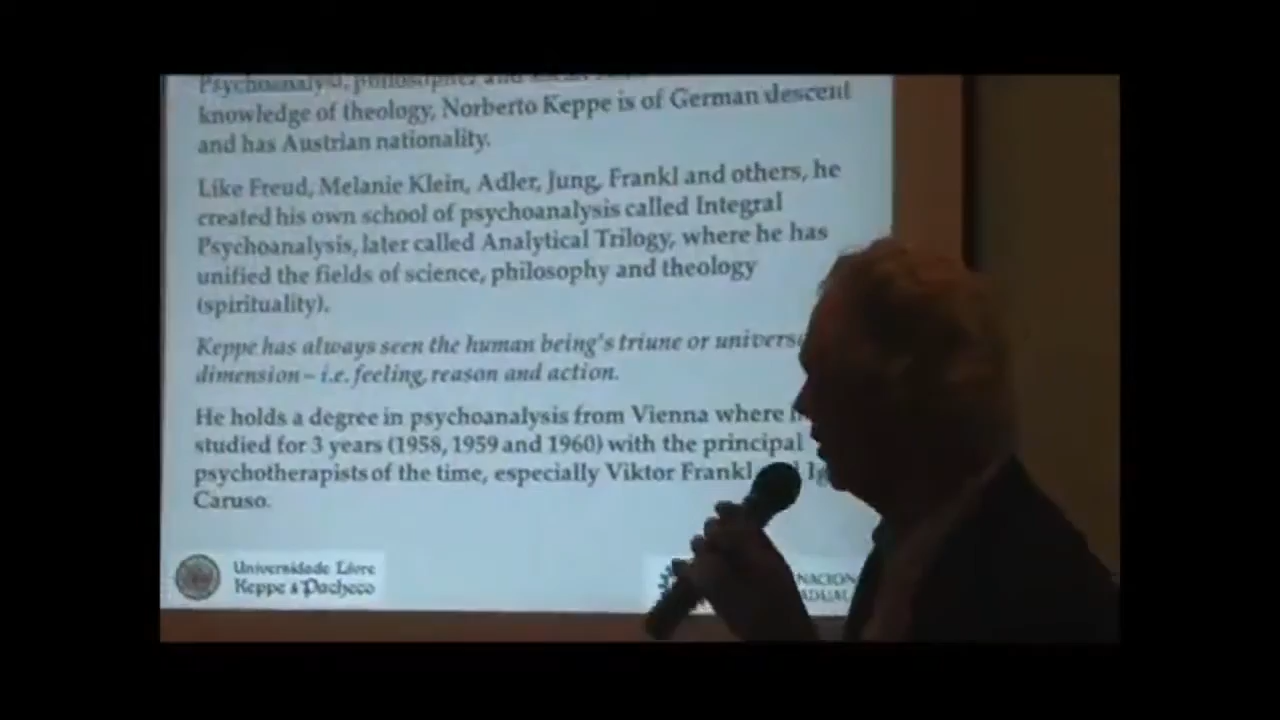 Psychoanalyst, philosopher and
knowledge of theology, Norberto Keppe is of German descent
and has Austrian nationality.
Like Freud, Melanie Klein, Adler, Jung, Frankl and others, he
created his own school of psychoanalysis called Integral
Psychoanalysis, later called Analytical Trilogy, where he has
unified the fields of science, philosophy and theology
(spirituality).
Keppe has always seen the human being's triune or
dimension – i.e. feeling, reason and action.
He holds a degree in psychoanalysis from Vienna where
studied for 3 years (1958, 1959 and 1960) with the principal
psychotherapists of the time, especially Viktor Frankl
Caruso.
Universidade Livre
Keppe & Pacheco